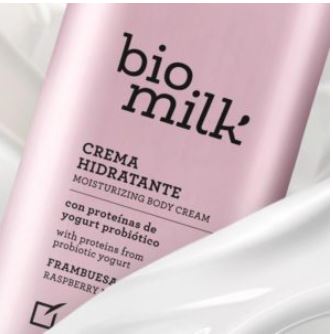 bio
milk
CREMA
HIDRATANTE
MOISTURIZING BODY CREAM
con proteínas de
yogurt probiótico
with proteins from
probiotic yogurt
FRAMBUESA
RASPBERRY